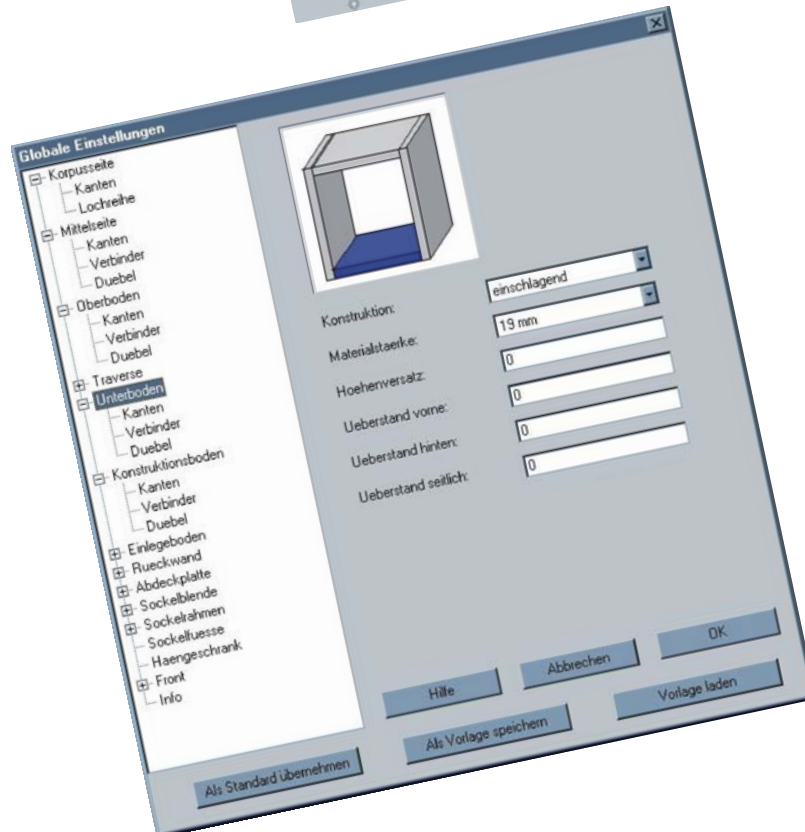 Globale Einstellungen
Korpusseite
Kanten
Lochreihe
Mittelseite
Kanten
Verbinder
Duebel
Oberboden
Kanten
Verbinder
Duebel
Traverse
Unterboden
Kanten
Verbinder
Duebel
Konstruktionsboden
Kanten
Verbinder
Duebel
Einlegeboden
Rueckwand
Abdeckplatte
Sockelblende
Sockelrahmen
Sockelfuesse
Haengeschrank
Front
Info
Konstruktion: einschlagend
Materialstaerke: 19 mm
Hoehenversatz: 0
Ueberstand vorne: 0
Ueberstand hinten: 0
Ueberstand seitlich: 0
Hilfe Abbrechen OK
Als Standard übernehmen Als Vorlage speichern Vorlage laden